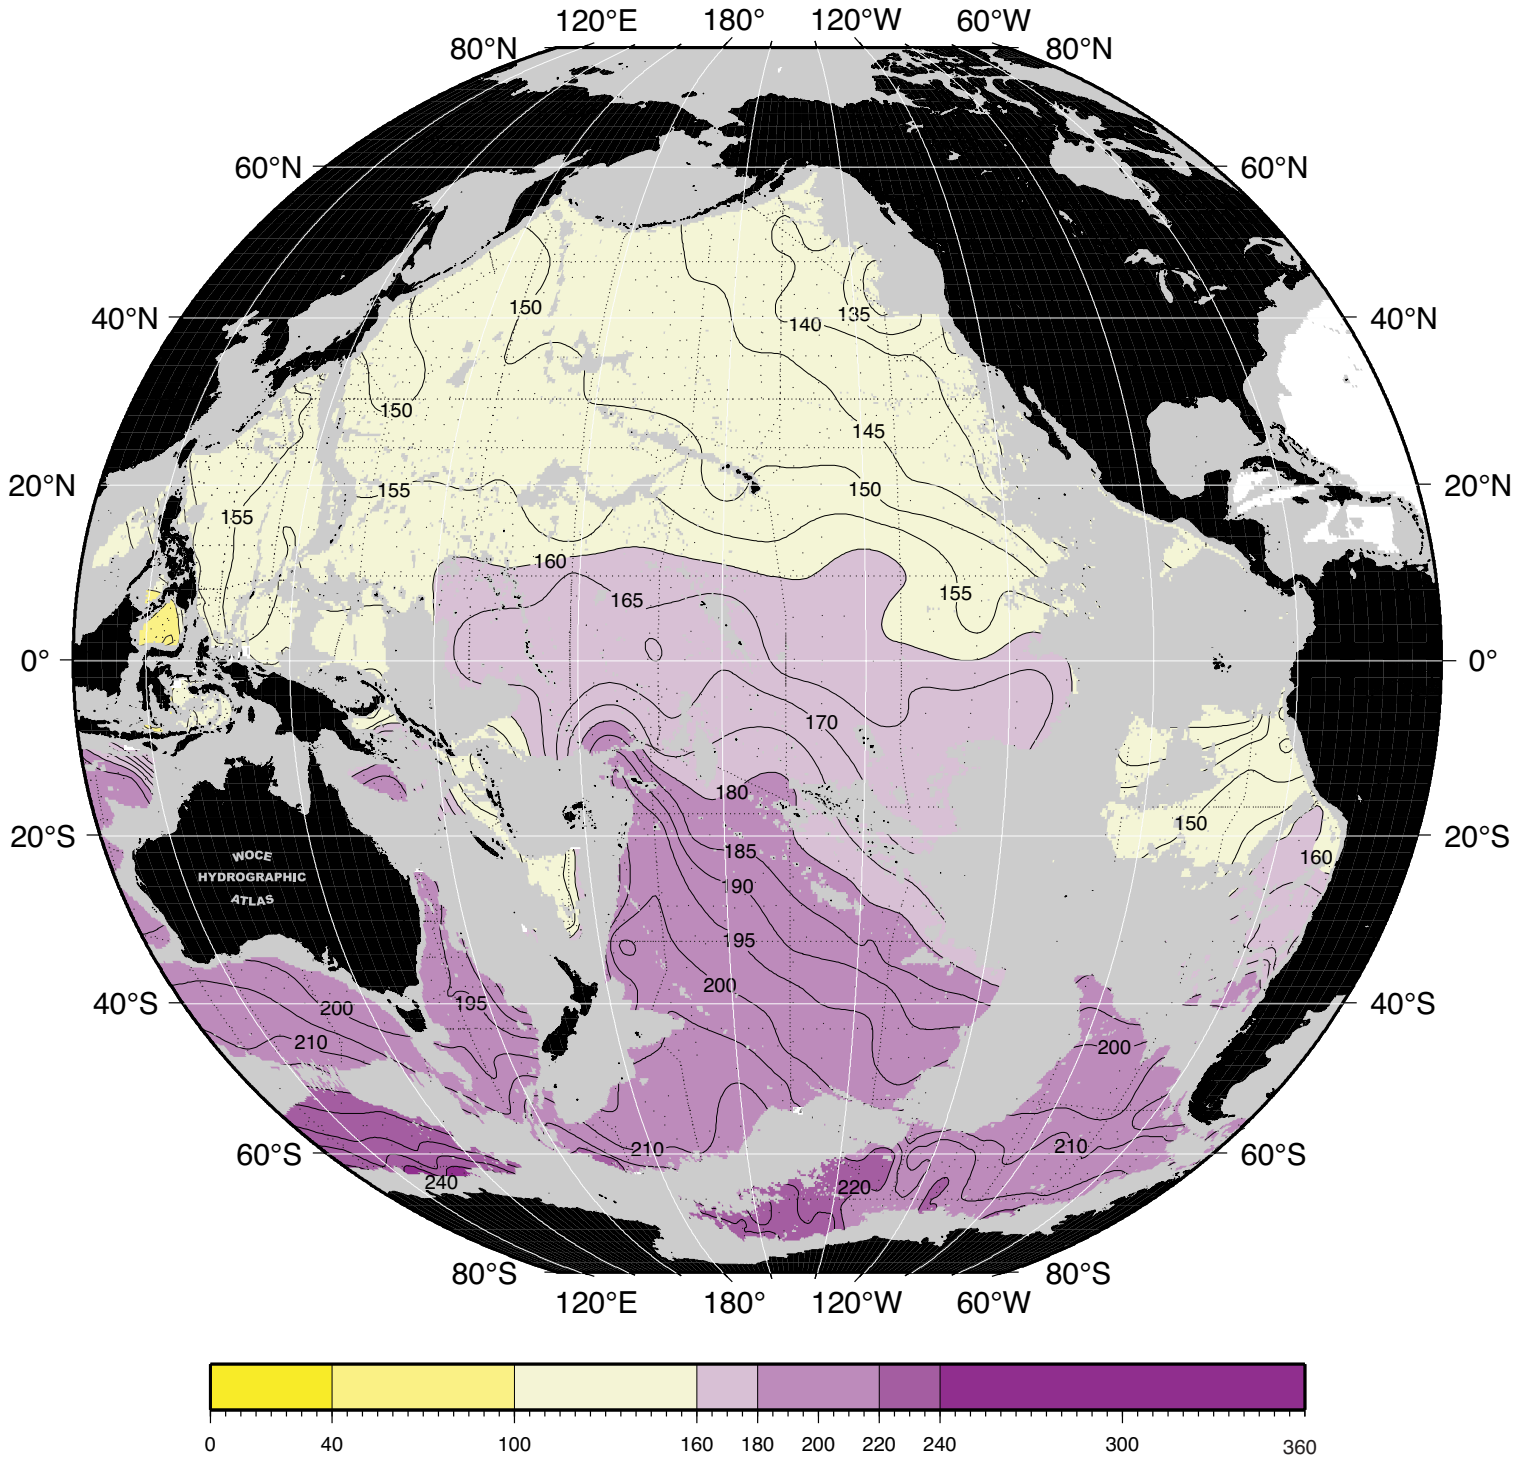 120°E 180° 120°W 60°W
80°N 80°N
60°N 60°N
150
40°N 140 135 40°N
150
145
20°N 155 150 20°N
155
160
165 155
0° 0°
170
180
150
20°S 185 20°S
WOCE
HYDROGRAPHIC
ATLAS
160
190
195
200
40°S 200 195 40°S
210 200
60°S 210 210 60°S
240 220
80°S 80°S
120°E 180° 120°W 60°W
0 40 100 160 180 200 220 240 300 360